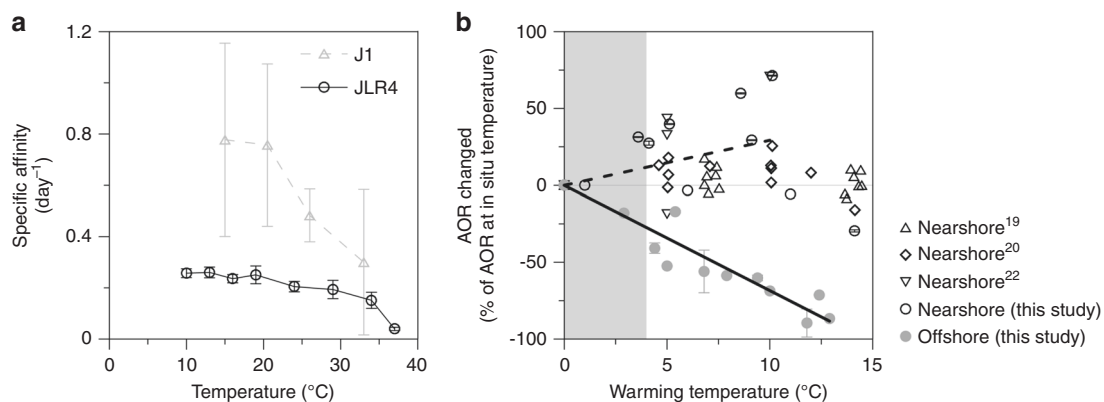 a
Specific affinity
(day⁻¹)
1.2
0.8
0.4
0
J1
JLR4
0
10
20
30
40
Temperature (°C)
b
AOR changed
(% of AOR at in situ temperature)
100
50
0
-50
-100
0
5
10
15
Warming temperature (°C)
Nearshore¹⁹
Nearshore²⁰
Nearshore²²
Nearshore (this study)
Offshore (this study)